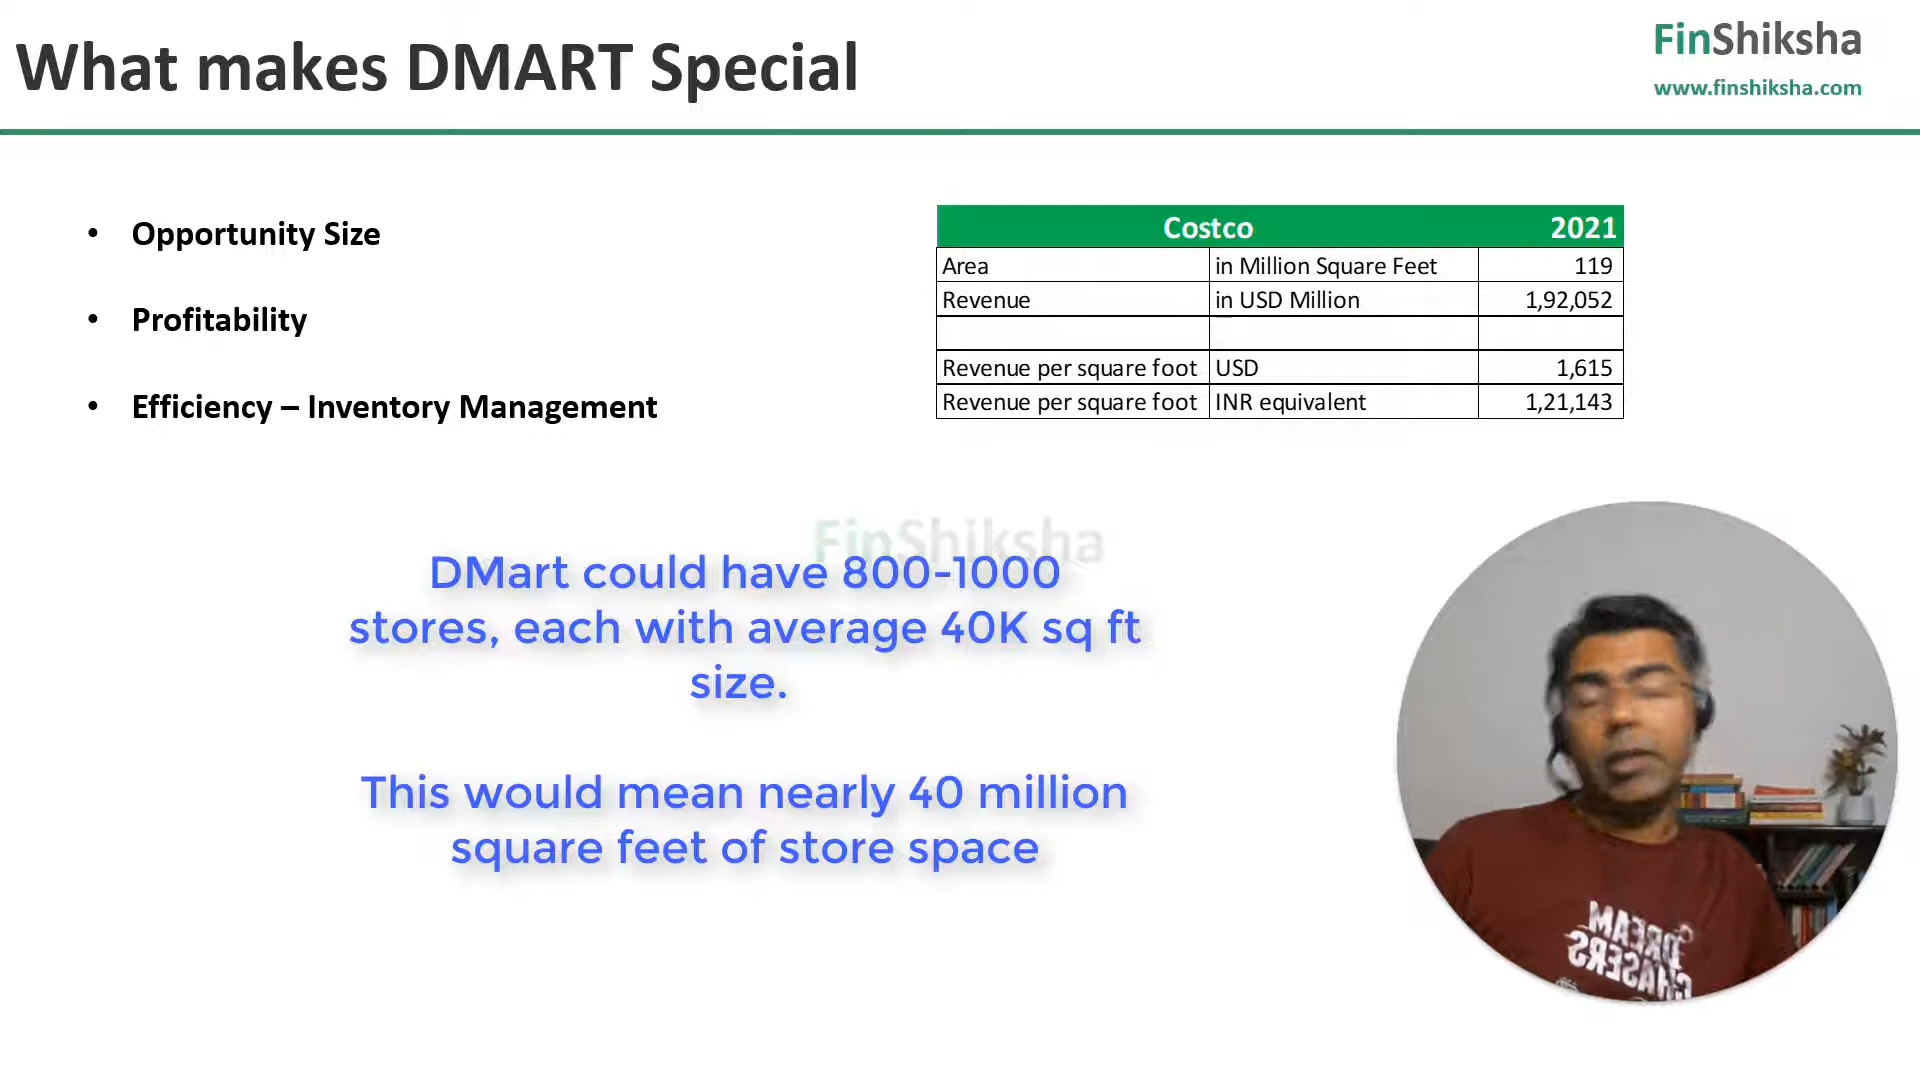 What makes DMART Special
FinShiksha
www.finshiksha.com
• Opportunity Size
• Profitability
• Efficiency – Inventory Management
Costco 2021
Area in Million Square Feet 119
Revenue in USD Million 1,92,052
Revenue per square foot USD 1,615
Revenue per square foot INR equivalent 1,21,143
FinShiksha
DMart could have 800-1000
stores, each with average 40K sq ft
size.
This would mean nearly 40 million
square feet of store space
DREAM
CHASERS